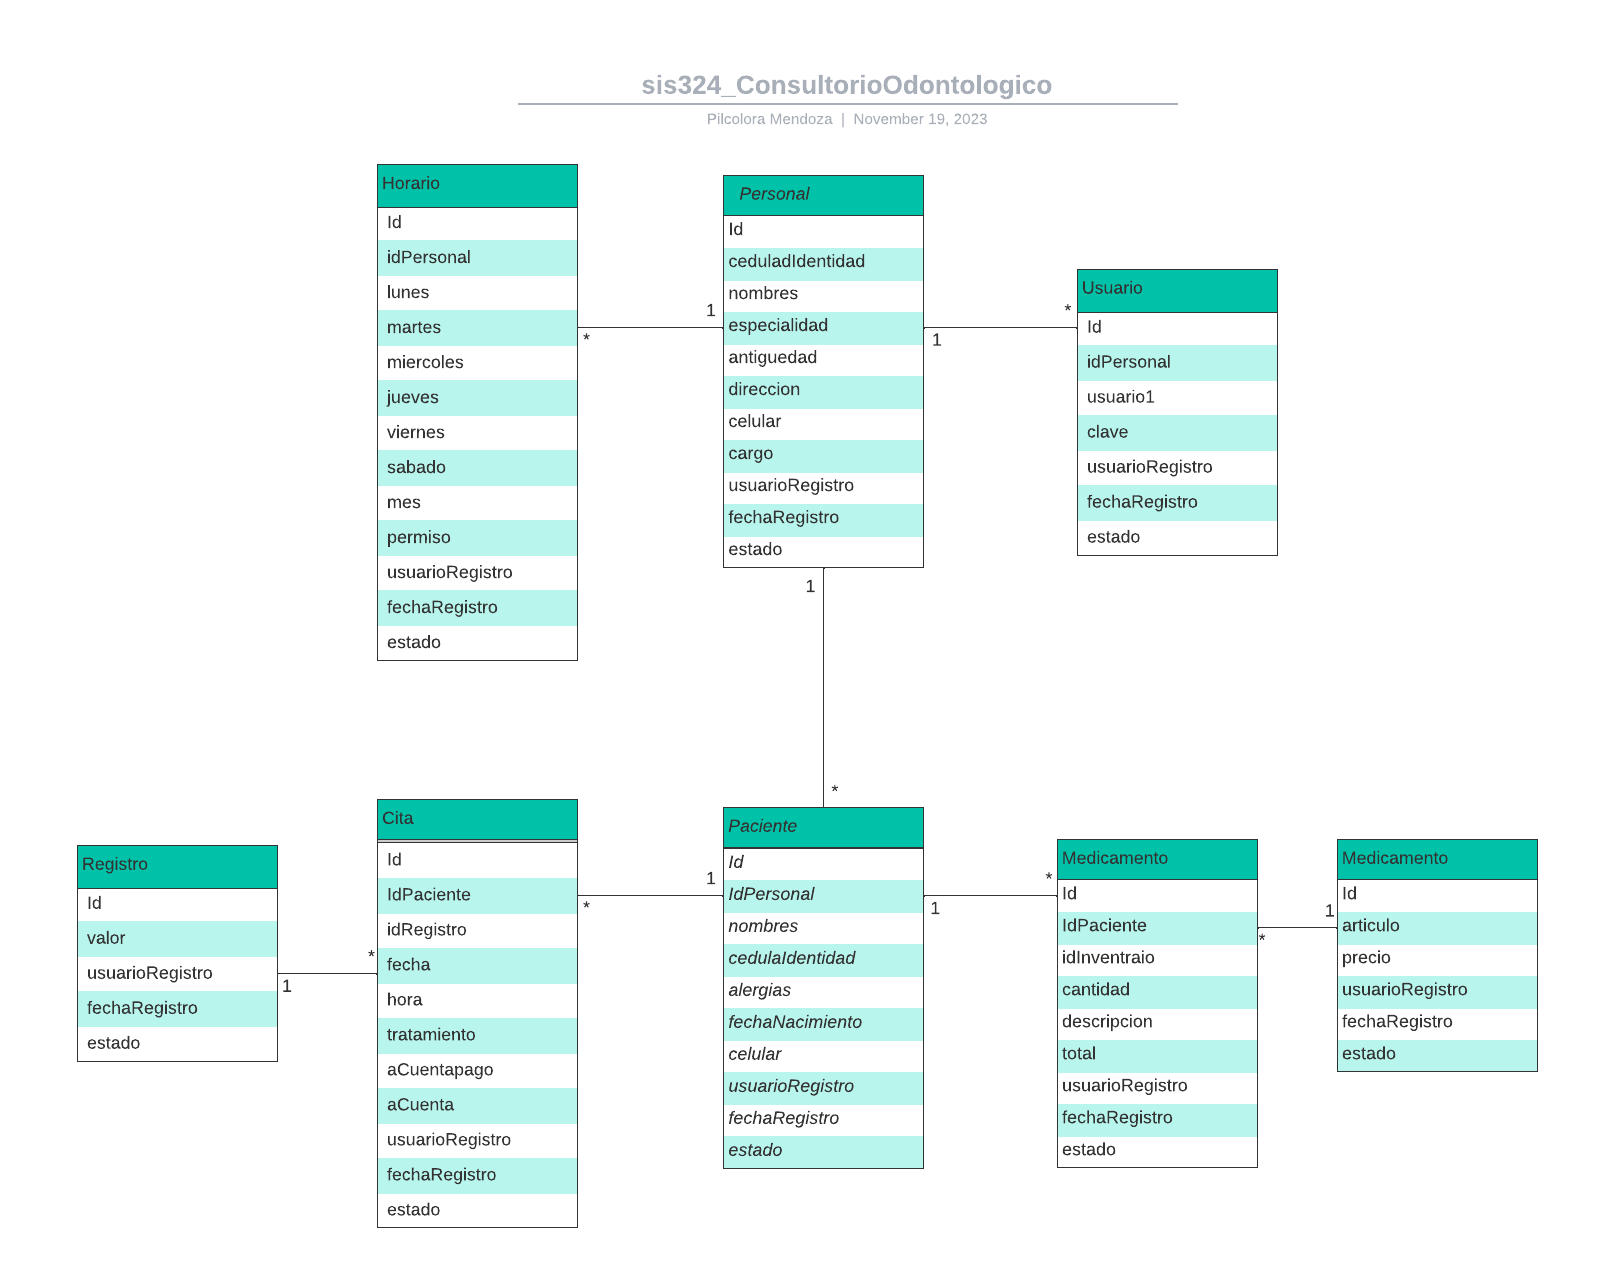 sis324_ConsultorioOdontologico
Pilcolora Mendoza | November 19, 2023
Horario
Id
idPersonal
lunes
martes
miercoles
jueves
viernes
sabado
mes
permiso
usuarioRegistro
fechaRegistro
estado
*
1
Personal
Id
ceduladIdentidad
nombres
especialidad
antiguedad
direccion
celular
cargo
usuarioRegistro
fechaRegistro
estado
1
*
Usuario
Id
idPersonal
usuario1
clave
usuarioRegistro
fechaRegistro
estado
1
*
Registro
Id
valor
usuarioRegistro
fechaRegistro
estado
1
*
Cita
Id
IdPaciente
idRegistro
fecha
hora
tratamiento
aCuentapago
aCuenta
usuarioRegistro
fechaRegistro
estado
*
1
Paciente
Id
IdPersonal
nombres
cedulaIdentidad
alergias
fechaNacimiento
celular
usuarioRegistro
fechaRegistro
estado
1
*
Medicamento
Id
IdPaciente
idInventraio
cantidad
descripcion
total
usuarioRegistro
fechaRegistro
estado
*
1
Medicamento
Id
articulo
precio
usuarioRegistro
fechaRegistro
estado